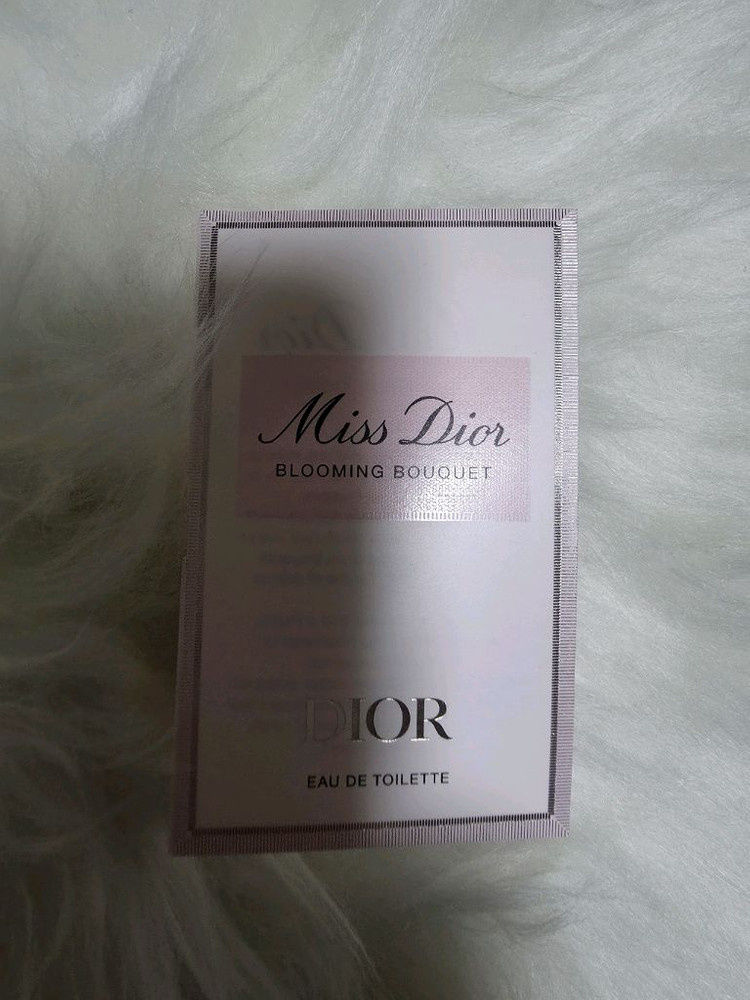 Miss Dior
BLOOMING BOUQUET
DIOR
EAU DE TOILETTE